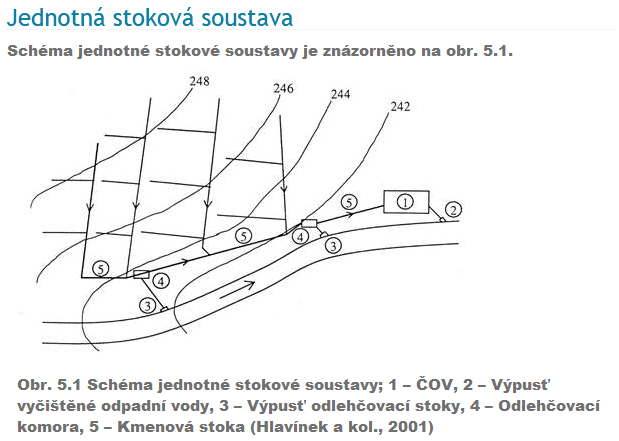 Jednotná stoková soustava
Schéma jednotné stokové soustavy je znázorněno na obr. 5.1.
248
246
244
242
5
1
2
5
4
3
5
4
3
Obr. 5.1 Schéma jednotné stokové soustavy; 1 – ČOV, 2 – Výpusť
vyčištěné odpadní vody, 3 – Výpusť odlehčovací stoky, 4 – Odlehčovací
komora, 5 – Kmenová stoka (Hlavínek a kol., 2001)